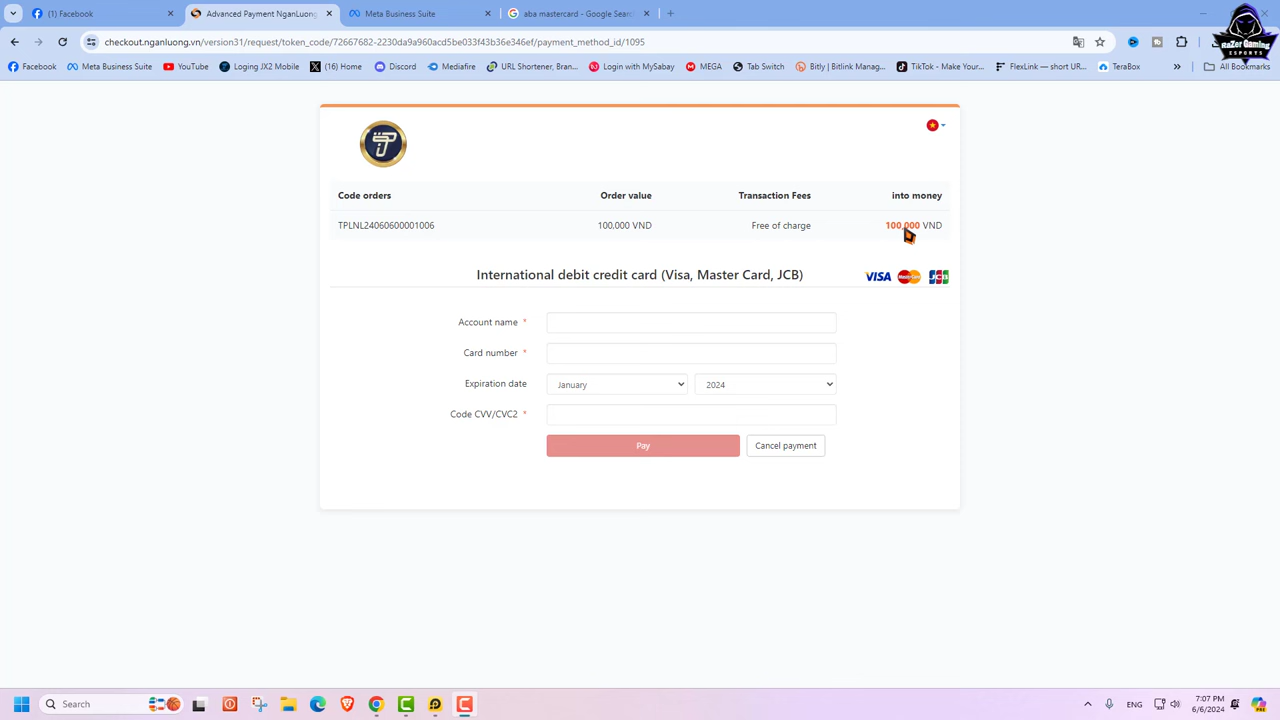 (1) Facebook
Advanced Payment NganLuong
Meta Business Suite
aba mastercard - Google Sear
checkout.nganluong.vn/version31/request/token_code/72667682-2230da9a960acd5be033f43b36e346ef/payment_method_id/1095
Facebook
Meta Business Suite
YouTube
Loging JX2 Mobile
(16) Home
Discord
Mediafire
URL Shortener
Login with MySabay
MEGA
Tab Switch
Bitly | Bitlink Manag...
TikTok - Make Your...
FlexLink — short UR...
TeraBox
All Bookmarks
RaZer Gaming
ESPORTS
Code orders
Order value
Transaction Fees
into money
TPLNL24060600001006
100,000 VND
Free of charge
100,000 VND
International debit credit card (Visa, Master Card, JCB)
VISA
MasterCard
JCB
Account name *
Card number *
Expiration date
January
2024
Code CVV/CVC2 *
Pay
Cancel payment
Search
ENG
7:07 PM
6/6/2024